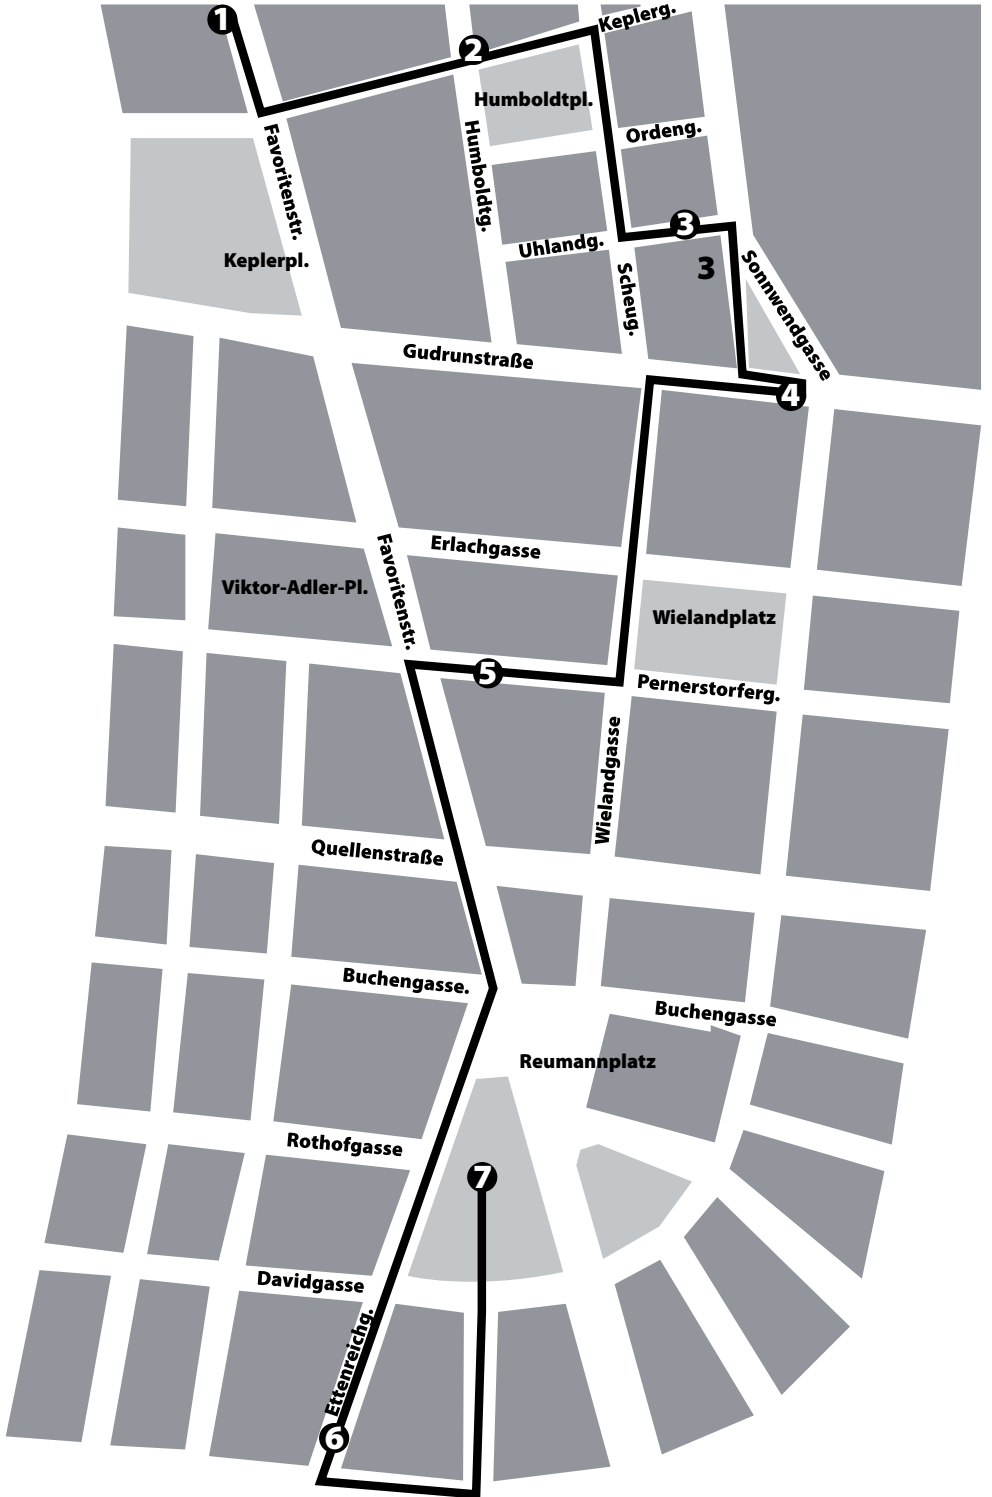 1
2
Keplerg.
Humboldtpl.
Ordeng.
Favoritenstr.
Humboldtg.
3
Uhlandg.
Keplerpl.
3
Scheug.
Sonnwendgasse
Gudrunstraße
4
Erlachgasse
Favoritenstr.
Viktor-Adler-Pl.
Wielandplatz
5
Pernerstorferg.
Wielandgasse
Quellenstraße
Buchengasse.
Buchengasse
Reumannplatz
Rothofgasse
7
Davidgasse
Ettenreichg.
6